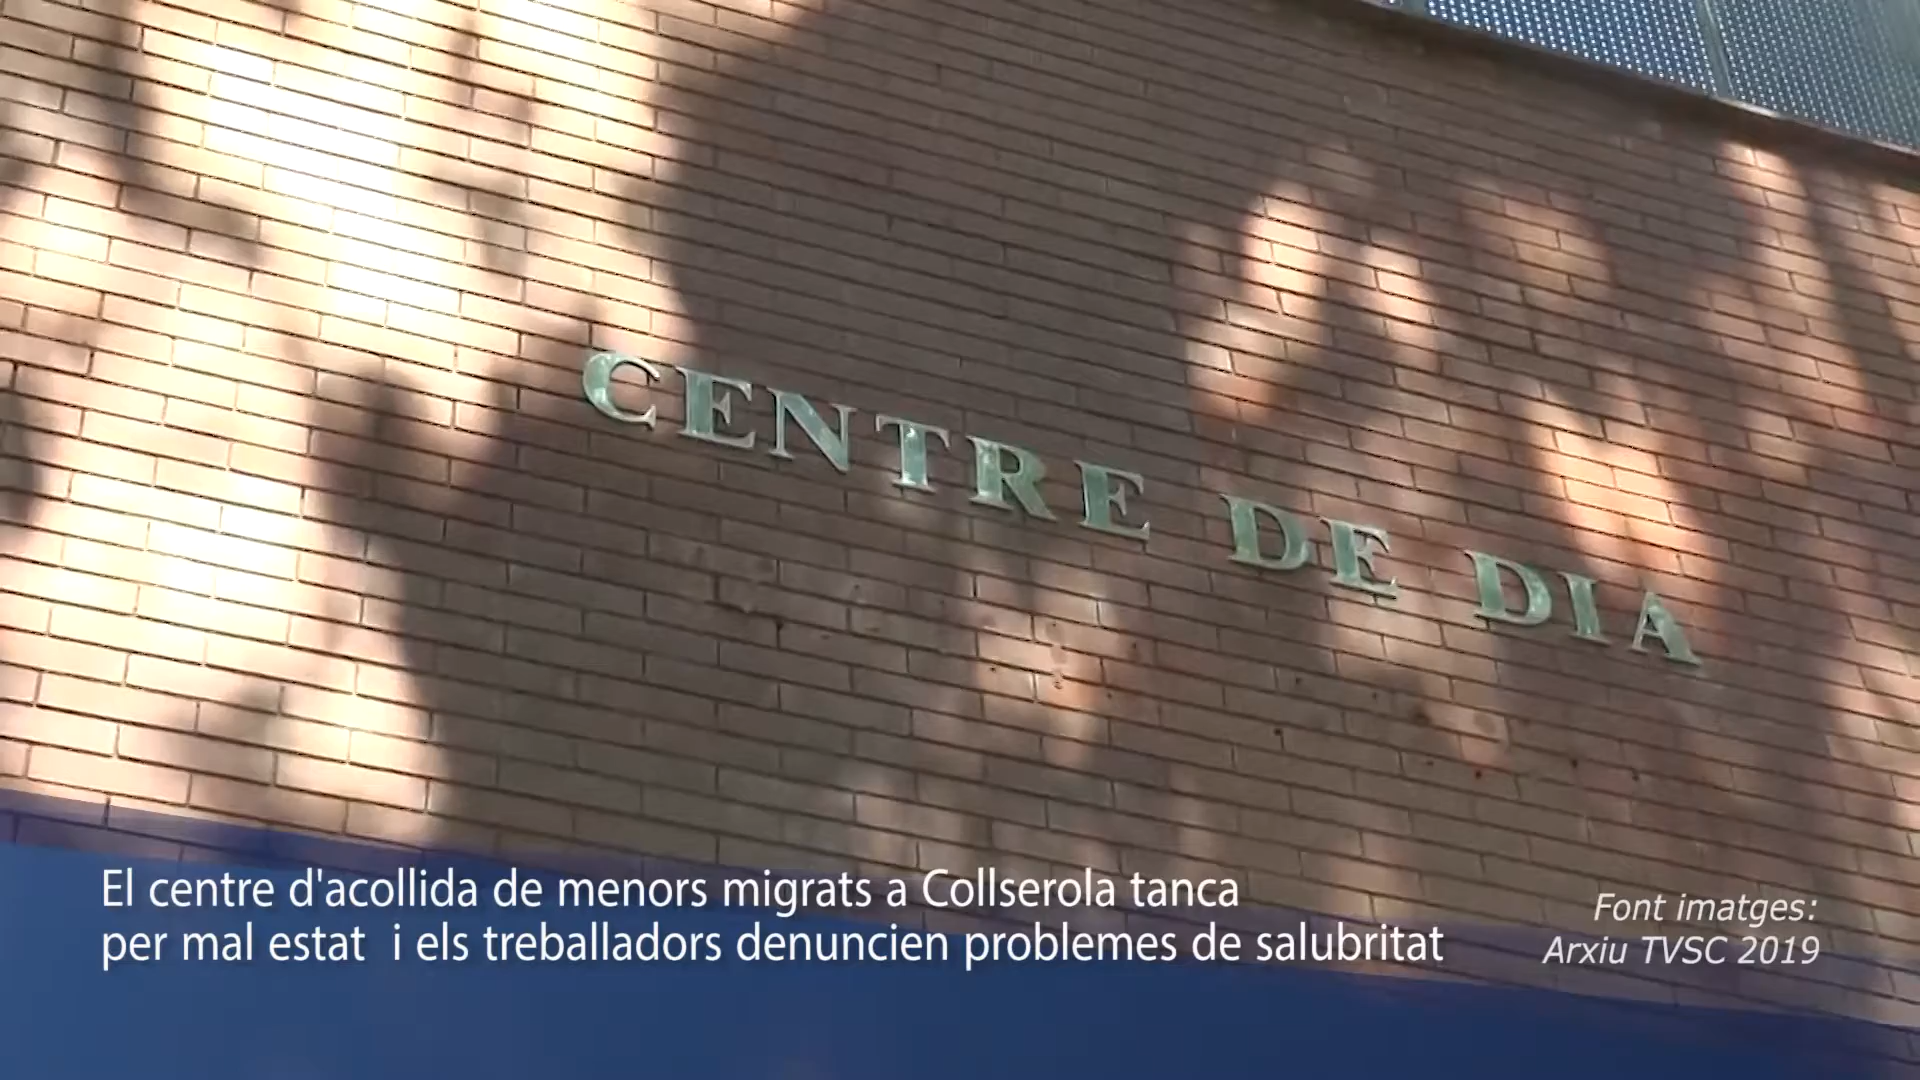 CENTRE DE DIA
El centre d'acollida de menors migrats a Collserola tanca
per mal estat  i els treballadors denuncien problemes de salubritat
Font imatges:
Arxiu TVSC 2019